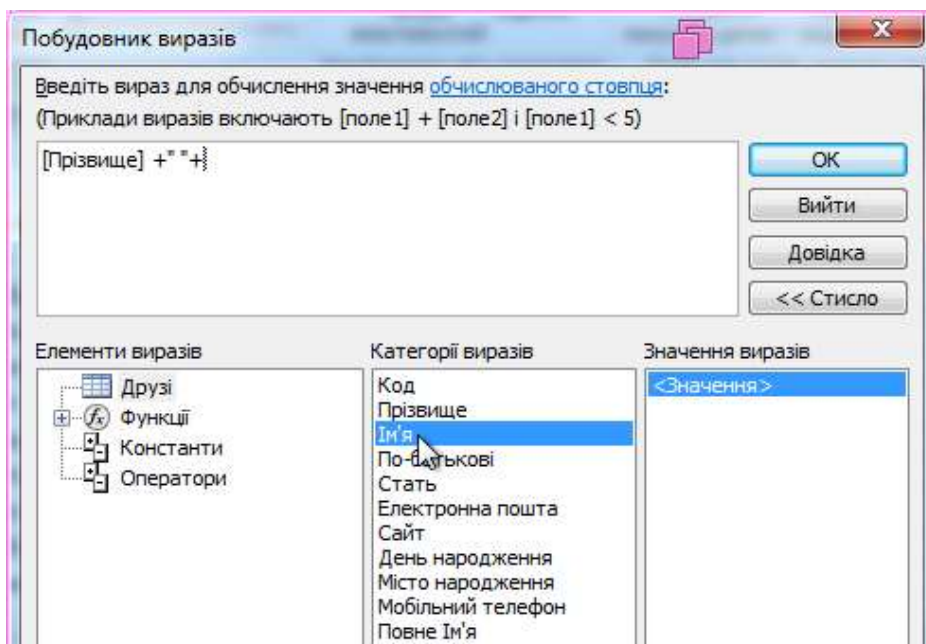 Побудовник виразів
Введіть вираз для обчислення значення обчислюваного стовпця:
(Приклади виразів включають [поле1] + [поле2] і [поле1] < 5)
[Прізвище] +" "+
ОК
Вийти
Довідка
<< Стисло
Елементи виразів
Категорії виразів
Значення виразів
Друзі
Функції
Константи
Оператори
Код
Прізвище
Ім'я
По-батькові
Стать
Електронна пошта
Сайт
День народження
Місто народження
Мобільний телефон
Повне Ім'я
<Значення>